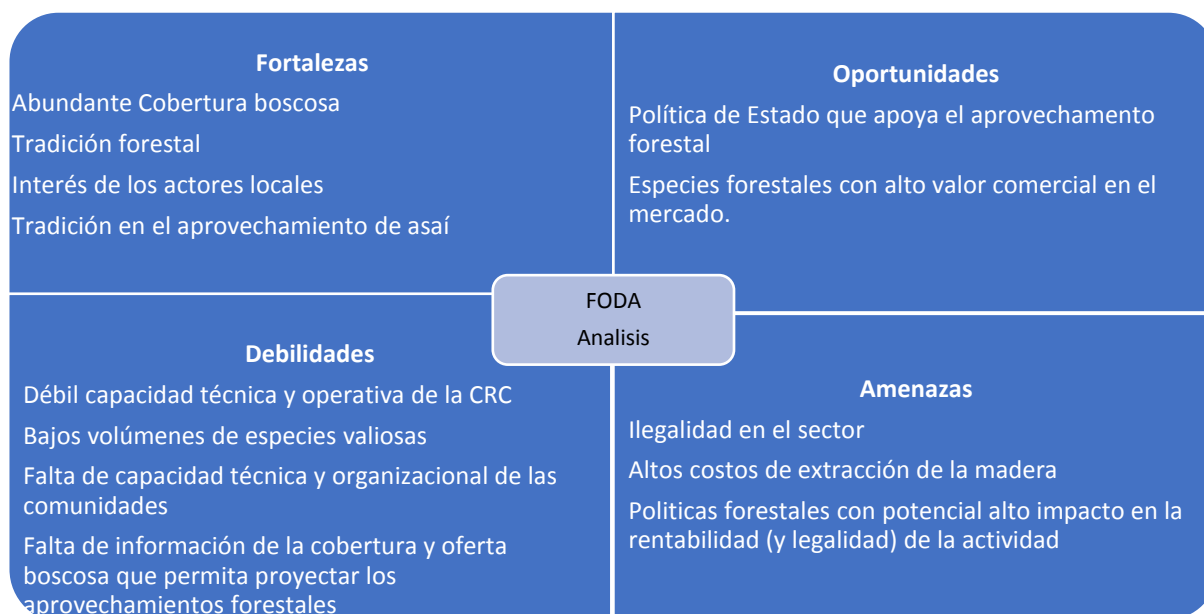 Fortalezas
Abundante Cobertura boscosa
Tradición forestal
Interés de los actores locales
Tradición en el aprovechamiento de asaí
Oportunidades
Política de Estado que apoya el aprovechamento
forestal
Especies forestales con alto valor comercial en el
mercado.
FODA
Analisis
Debilidades
Débil capacidad técnica y operativa de la CRC
Bajos volúmenes de especies valiosas
Falta de capacidad técnica y organizacional de las
comunidades
Falta de información de la cobertura y oferta
boscosa que permita proyectar los
aprovechamientos forestales
Amenazas
Ilegalidad en el sector
Altos costos de extracción de la madera
Politicas forestales con potencial alto impacto en la
rentabilidad (y legalidad) de la actividad